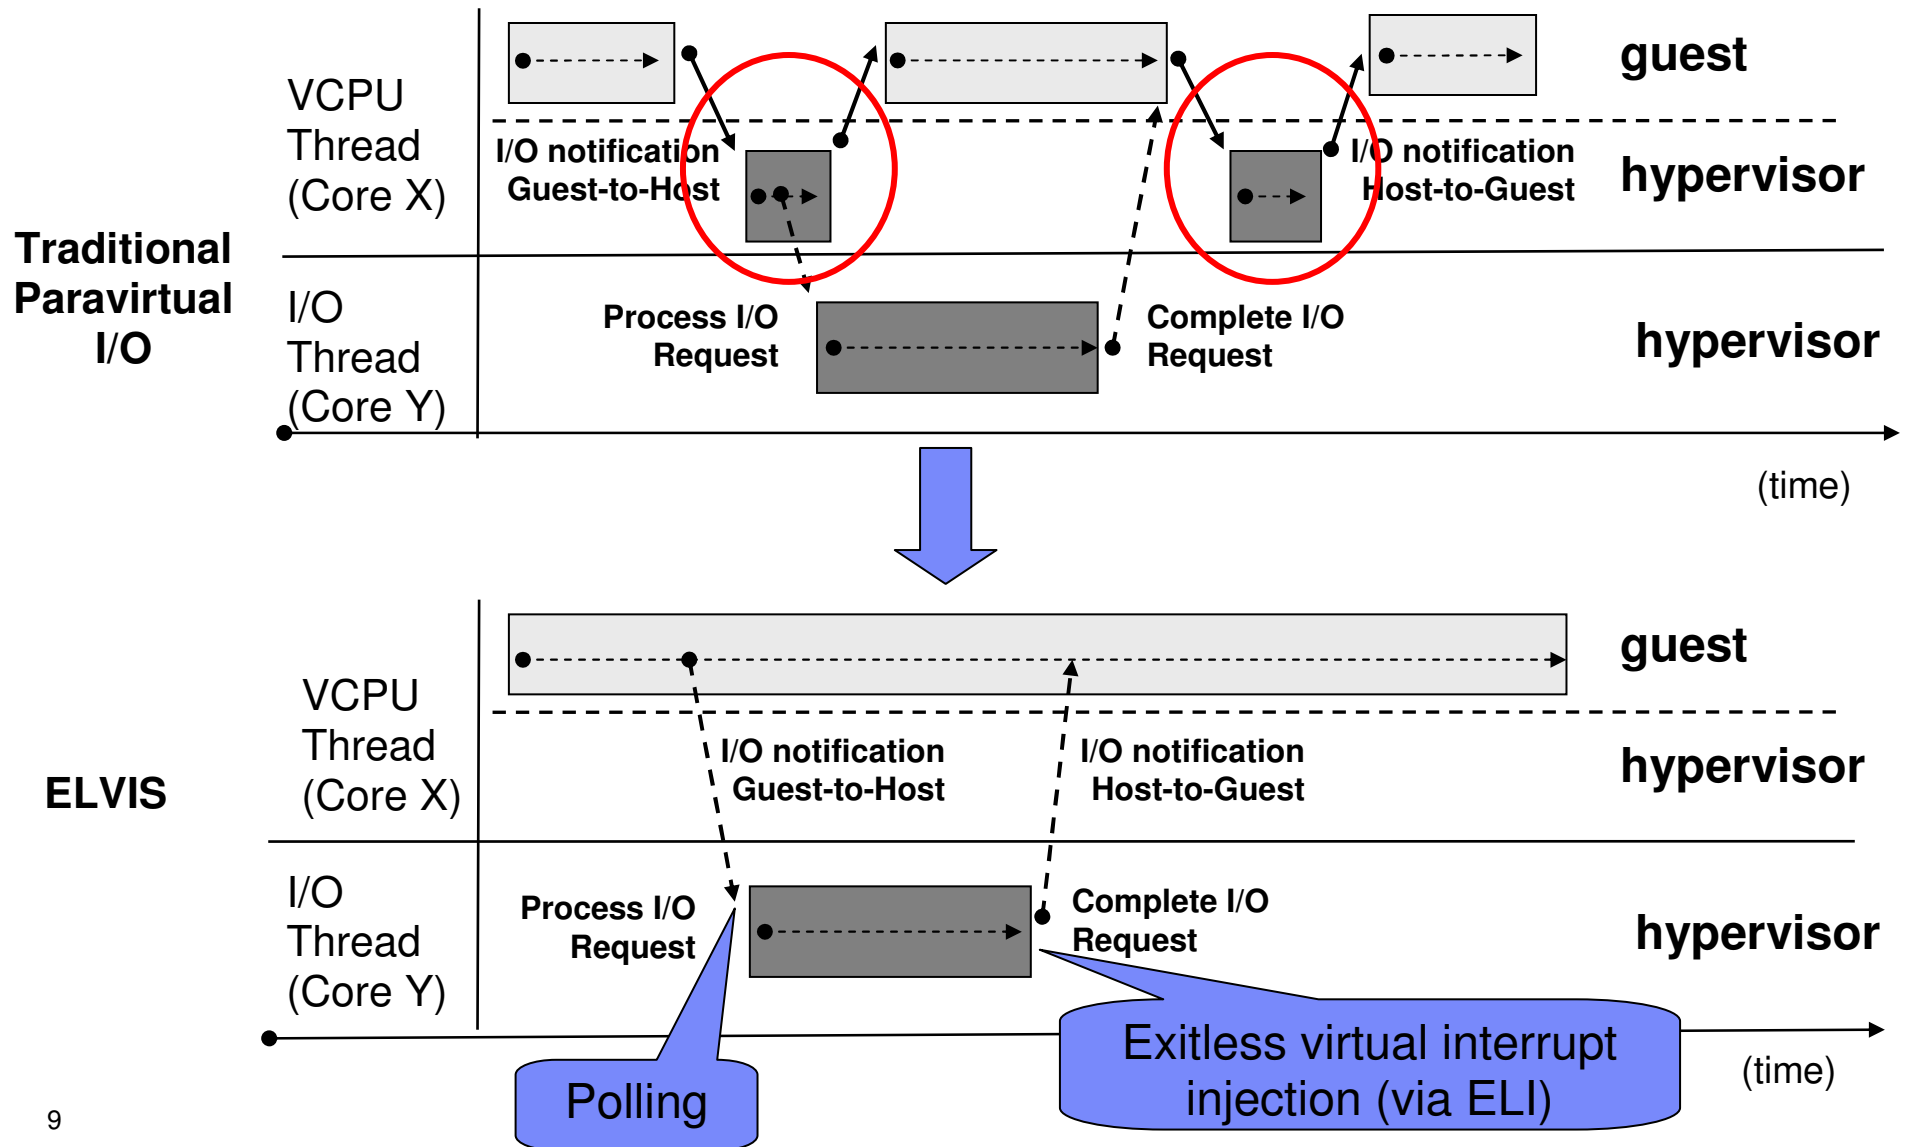 Traditional
Paravirtual
I/O
VCPU
Thread
(Core X)
I/O notification
Guest-to-Host
I/O notification
Host-to-Guest
guest
hypervisor
I/O
Thread
(Core Y)
Process I/O
Request
Complete I/O
Request
hypervisor
(time)
ELVIS
VCPU
Thread
(Core X)
I/O notification
Guest-to-Host
I/O notification
Host-to-Guest
guest
hypervisor
I/O
Thread
(Core Y)
Process I/O
Request
Complete I/O
Request
hypervisor
Polling
Exitless virtual interrupt
injection (via ELI)
(time)
9